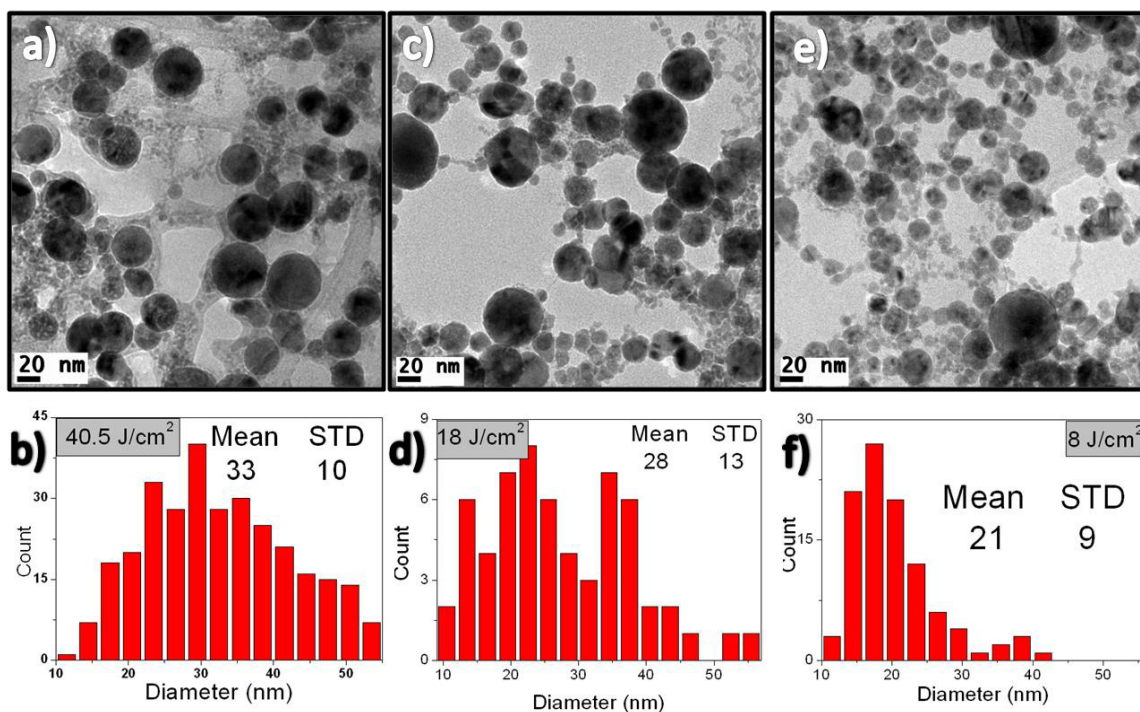 a)
20 nm
c)
20 nm
e)
20 nm
b)
40.5 J/cm²
Mean STD
33 10
45
30
15
0
Count
10 20 30 40 50
Diameter (nm)
d)
18 J/cm²
Mean STD
28 13
9
6
3
0
Count
10 20 30 40 50
Diameter (nm)
f)
8 J/cm²
Mean STD
21 9
30
15
0
Count
10 20 30 40 50
Diameter (nm)